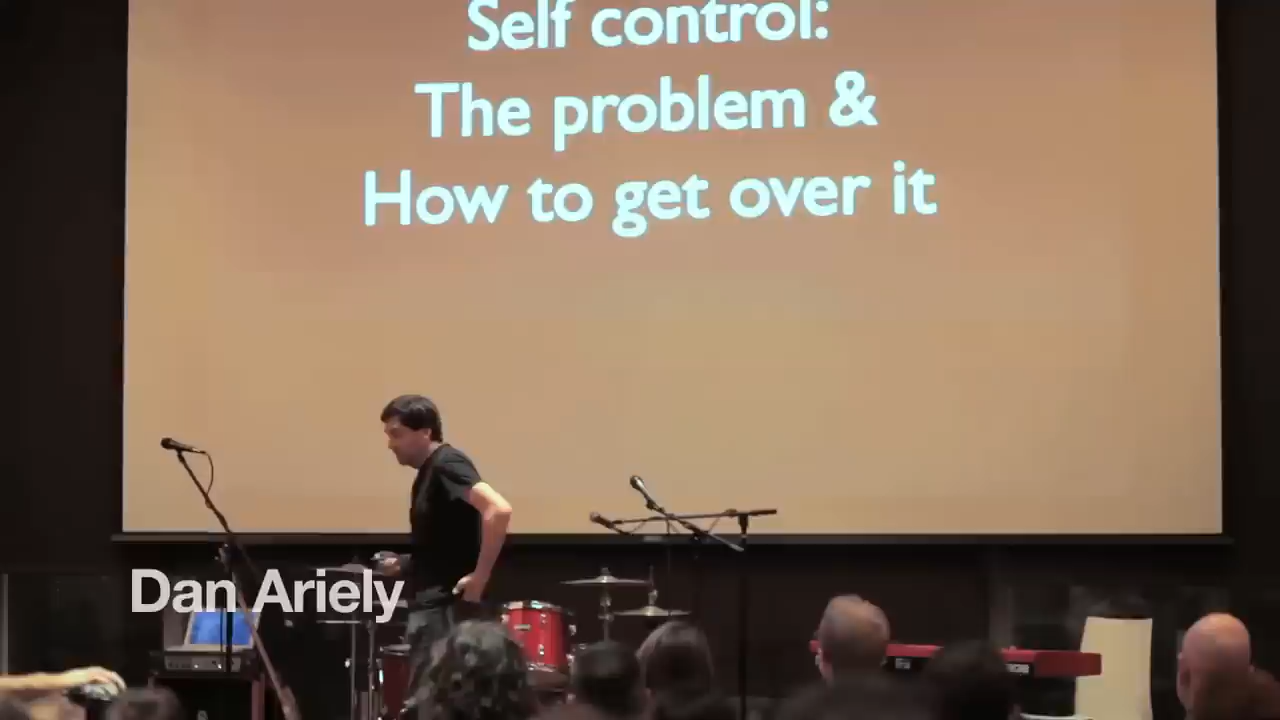 Self control:
The problem &
How to get over it
Dan Ariely